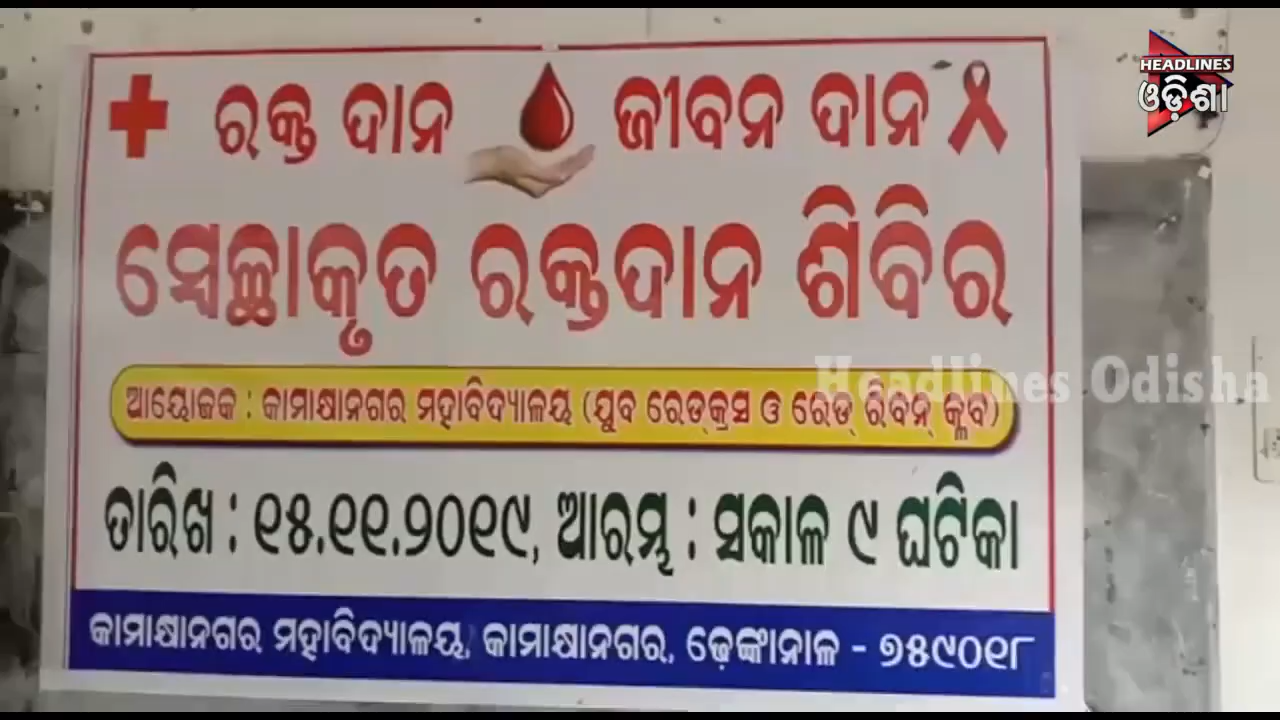 HEADLINES
ଓଡ଼ିଶା
ରକ୍ତ ଦାନ ଜୀବନ ଦାନ
ସ୍ୱେଚ୍ଛାକୃତ ରକ୍ତଦାନ ଶିବିର
Headlines Odisha
ଆୟୋଜକ : କାମାକ୍ଷାନଗର ମହାବିଦ୍ୟାଳୟ (ଯୁବ ରେଡ୍‌କ୍ରସ ଓ ରେଡ୍ ରିବନ୍ କ୍ଲବ)
ତାରିଖ : ୧୫.୧୧.୨୦୧୯, ଆରମ୍ଭ : ସକାଳ ୯ ଘଟିକା
କାମାକ୍ଷାନଗର ମହାବିଦ୍ୟାଳୟ, କାମାକ୍ଷାନଗର, ଢ଼େଙ୍କାନାଳ - ୭୫୯୦୧୮